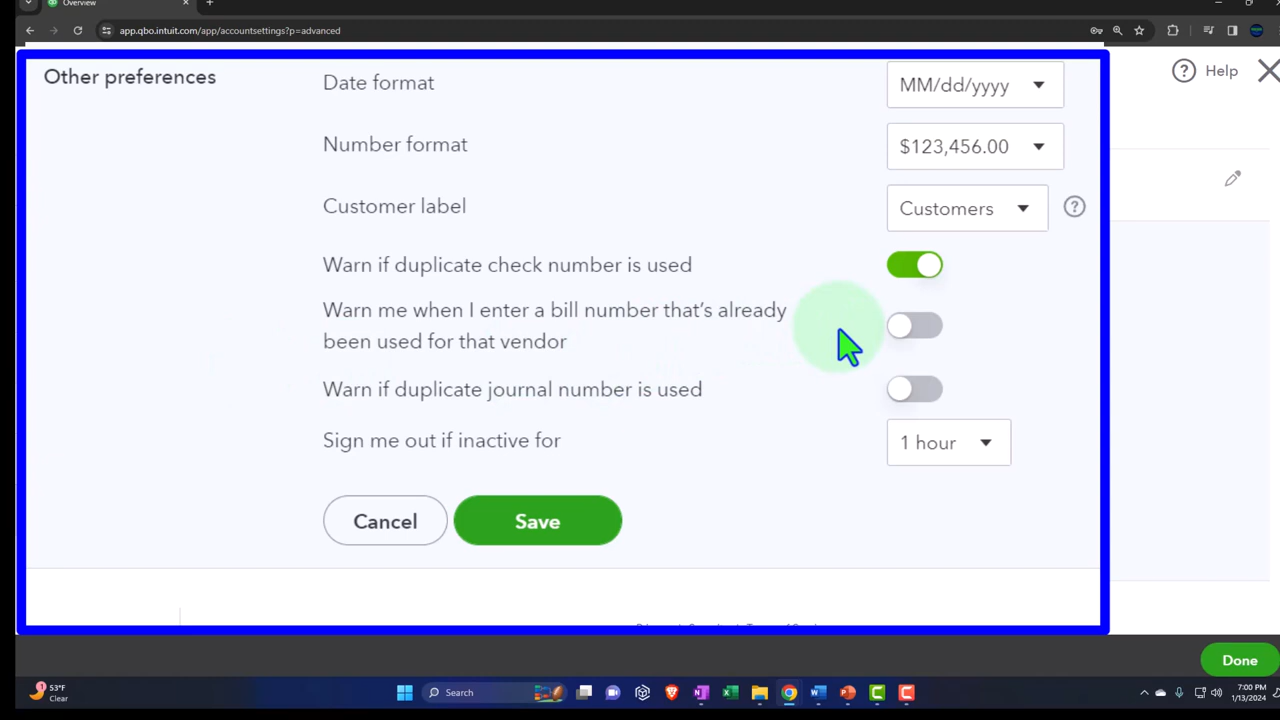 Overview
app.qbo.intuit.com/app/accountsettings?p=advanced
Other preferences
Date format
MM/dd/yyyy
Help
Number format
$123,456.00
Customer label
Customers
Warn if duplicate check number is used
Warn me when I enter a bill number that's already
been used for that vendor
Warn if duplicate journal number is used
Sign me out if inactive for
1 hour
Cancel
Save
Done
1
53°F
Clear
Search
7:00 PM
1/13/2024